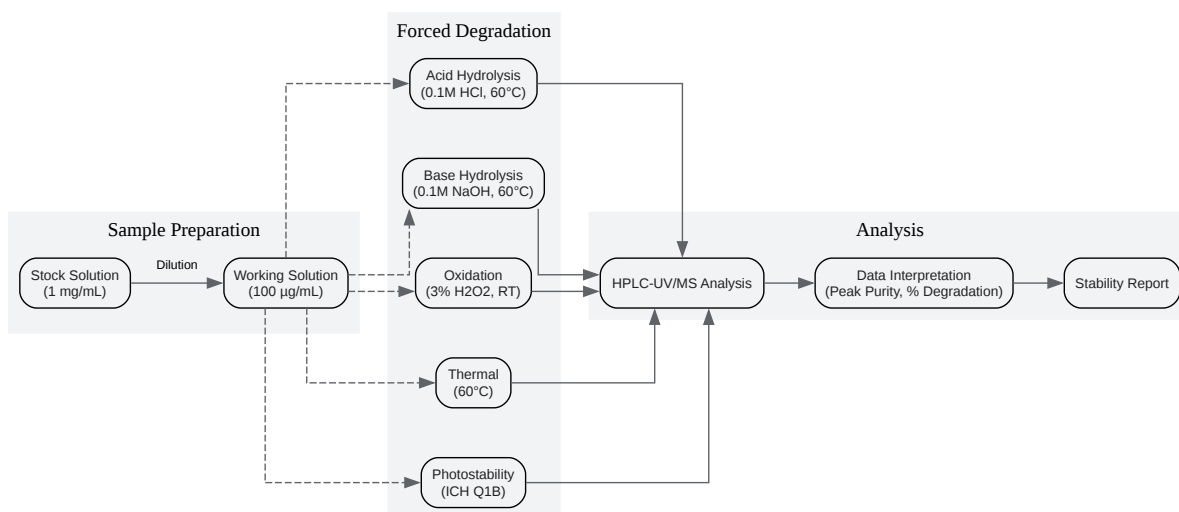 Forced Degradation
Acid Hydrolysis
(0.1M HCl, 60°C)
Base Hydrolysis
(0.1M NaOH, 60°C)
Sample Preparation
Analysis
Stock Solution
(1 mg/mL)
Dilution
Working Solution
(100 µg/mL)
Oxidation
(3% H2O2, RT)
HPLC-UV/MS Analysis
Data Interpretation
(Peak Purity, % Degradation)
Stability Report
Thermal
(60°C)
Photostability
(ICH Q1B)